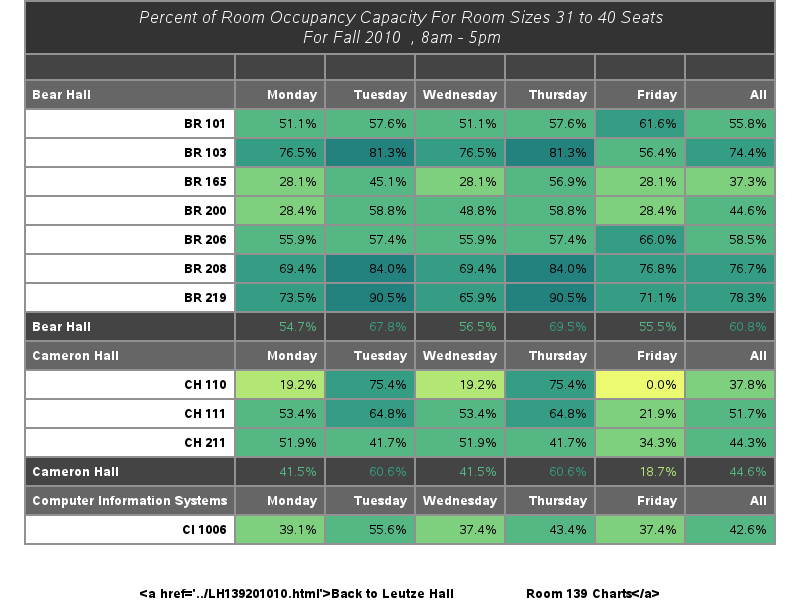 Percent of Room Occupancy Capacity For Room Sizes 31 to 40 Seats
For Fall 2010 , 8am - 5pm
Bear Hall Monday Tuesday Wednesday Thursday Friday All
BR 101 51.1% 57.6% 51.1% 57.6% 61.6% 55.8%
BR 103 76.5% 81.3% 76.5% 81.3% 56.4% 74.4%
BR 165 28.1% 45.1% 28.1% 56.9% 28.1% 37.3%
BR 200 28.4% 58.8% 48.8% 58.8% 28.4% 44.6%
BR 206 55.9% 57.4% 55.9% 57.4% 66.0% 58.5%
BR 208 69.4% 84.0% 69.4% 84.0% 76.8% 76.7%
BR 219 73.5% 90.5% 65.9% 90.5% 71.1% 78.3%
Bear Hall 54.7% 67.8% 56.5% 69.5% 55.5% 60.8%
Cameron Hall Monday Tuesday Wednesday Thursday Friday All
CH 110 19.2% 75.4% 19.2% 75.4% 0.0% 37.8%
CH 111 53.4% 64.8% 53.4% 64.8% 21.9% 51.7%
CH 211 51.9% 41.7% 51.9% 41.7% 34.3% 44.3%
Cameron Hall 41.5% 60.6% 41.5% 60.6% 18.7% 44.6%
Computer Information Systems Monday Tuesday Wednesday Thursday Friday All
CI 1006 39.1% 55.6% 37.4% 43.4% 37.4% 42.6%
<a href='../LH139201010.html'>Back to Leutze Hall Room 139 Charts</a>